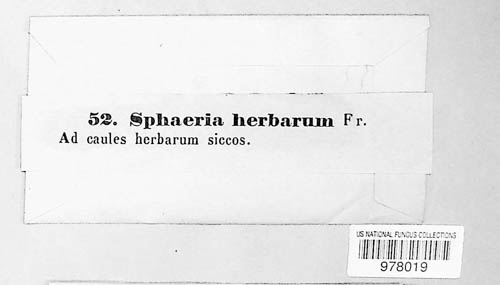 52. Sphaeria herbarum Fr.
Ad caules herbarum siccos.
US NATIONAL FUNGUS COLLECTIONS
978019